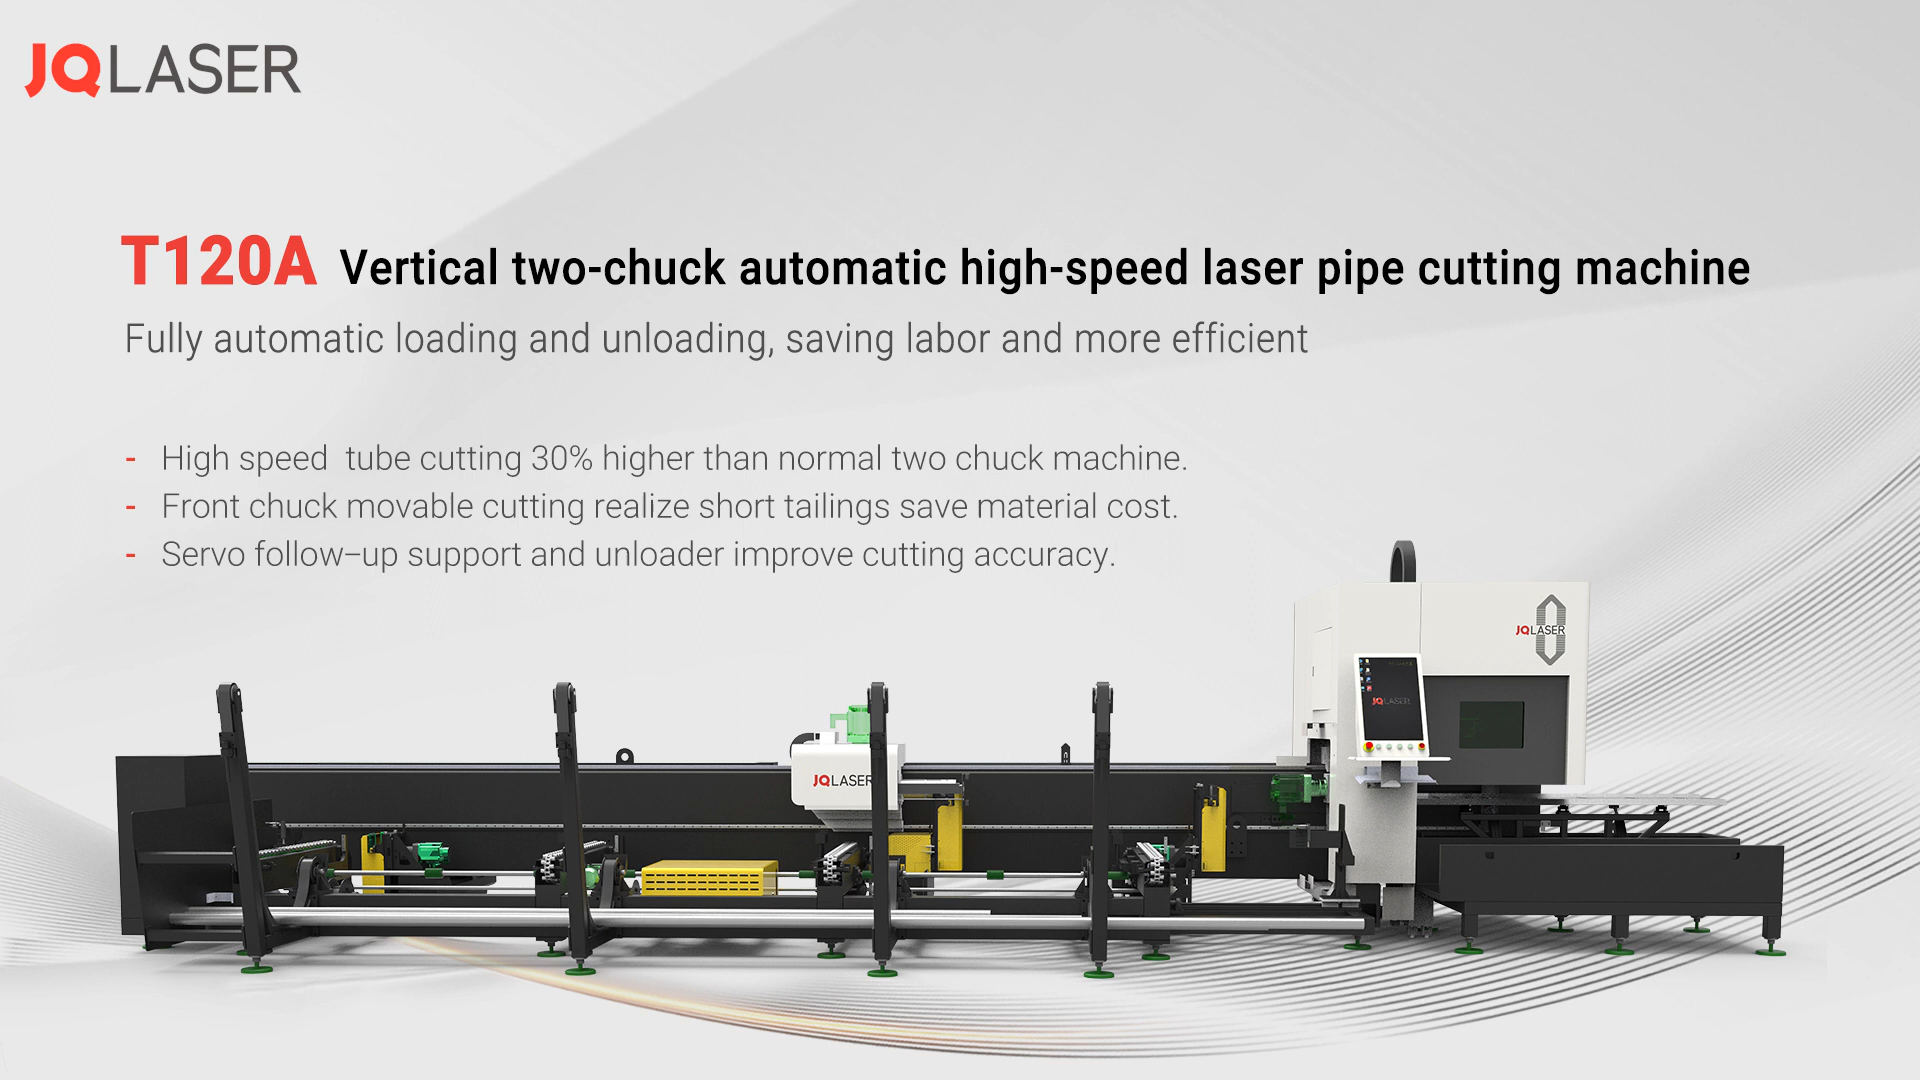 JQLASER
T120A Vertical two-chuck automatic high-speed laser pipe cutting machine
Fully automatic loading and unloading, saving labor and more efficient
- High speed  tube cutting 30% higher than normal two chuck machine.
- Front chuck movable cutting realize short tailings save material cost.
- Servo follow–up support and unloader improve cutting accuracy.
JQLASER
JQLASER
JQLASER